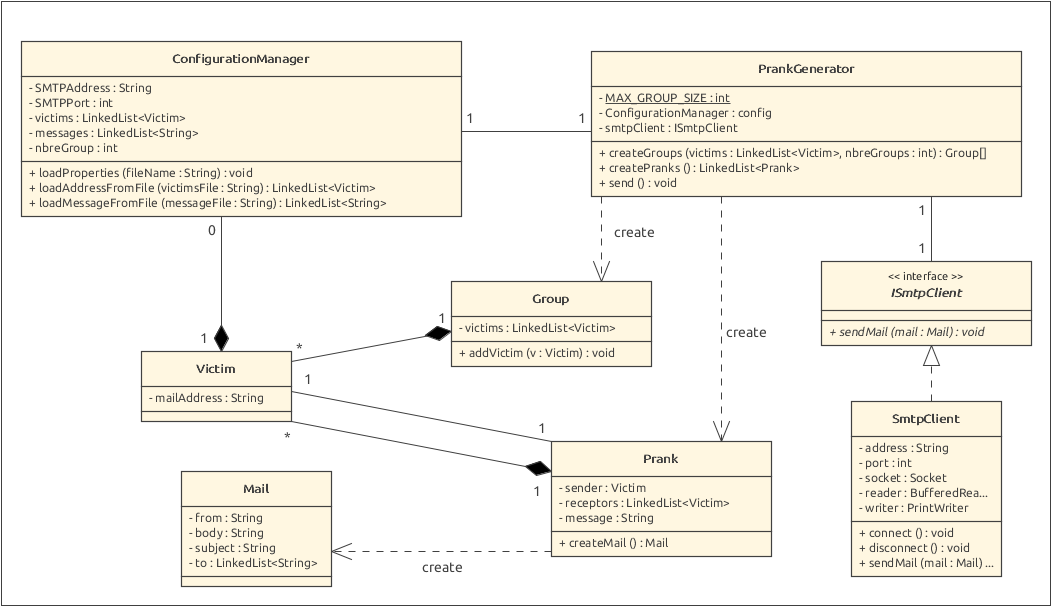 ConfigurationManager
- SMTPAddress : String
- SMTPPort : int
- victims : LinkedList<Victim>
- messages : LinkedList<String>
- nbreGroup : int
+ loadProperties (fileName : String) : void
+ loadAddressFromFile (victimsFile : String) : LinkedList<Victim>
+ loadMessageFromFile (messageFile : String) : LinkedList<String>
1
1
PrankGenerator
- MAX_GROUP_SIZE : int
- ConfigurationManager : config
- smtpClient : ISmtpClient
+ createGroups (victims : LinkedList<Victim>, nbreGroups : int) : Group[]
+ createPranks () : LinkedList<Prank>
+ send () : void
0
1
create
create
1
1
<< interface >>
ISmtpClient
+ sendMail (mail : Mail) : void
Group
- victims : LinkedList<Victim>
+ addVictim (v : Victim) : void
1
*
Victim
- mailAddress : String
1
1
*
1
Prank
- sender : Victim
- receptors : LinkedList<Victim>
- message : String
+ createMail () : Mail
SmtpClient
- address : String
- port : int
- socket : Socket
- reader : BufferedRea...
- writer : PrintWriter
+ connect () : void
+ disconnect () : void
+ sendMail (mail : Mail) ...
Mail
- from : String
- body : String
- subject : String
- to : LinkedList<String>
create